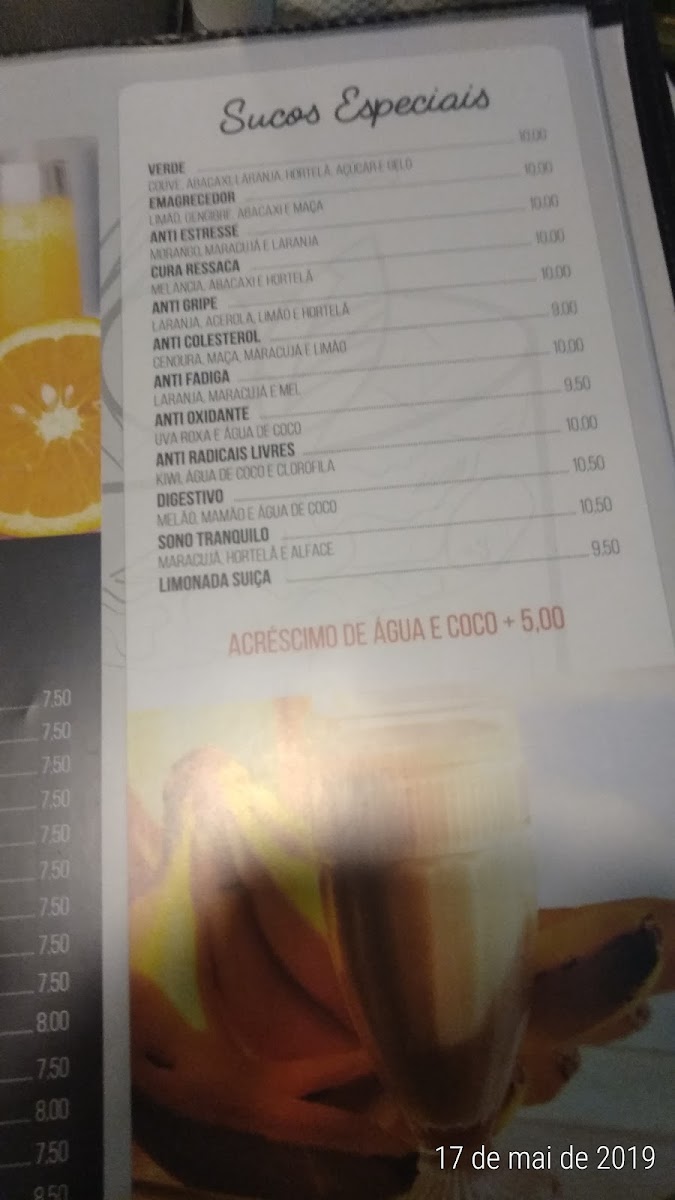 Sucos Especiais
VERDE 10.00
COUVE, ABACAXI, LARANJA, HORTELÃ, AÇÚCAR E GELO
EMAGRECEDOR 10.00
LIMÃO, GENGIBRE, ABACAXI E MAÇA
ANTI ESTRESSE 10.00
MORANGO, MARACUJÁ E LARANJA
CURA RESSACA 10.00
MELANCIA, ABACAXI E HORTELÃ
ANTI GRIPE 10.00
LARANJA, ACEROLA, LIMÃO E HORTELÃ
ANTI COLESTEROL 9.00
CENOURA, MAÇA, MARACUJÁ E LIMÃO
ANTI FADIGA 10.00
LARANJA, MARACUJÁ E MEL
ANTI OXIDANTE 9.50
UVA ROXA E ÁGUA DE COCO
ANTI RADICAIS LIVRES 10.00
KIWI, ÁGUA DE COCO E CLOROFILA
DIGESTIVO 10.50
MELÃO, MAMÃO E ÁGUA DE COCO
SONO TRANQUILO 10.50
MARACUJÁ, HORTELÃ E ALFACE
LIMONADA SUIÇA 9.50
ACRÉSCIMO DE ÁGUA E COCO + 5,00
7.50
7.50
7.50
7.50
7.50
7.50
7.50
7.50
7.50
8.00
7.50
8.00
7.50
8.50
17 de mai de 2019